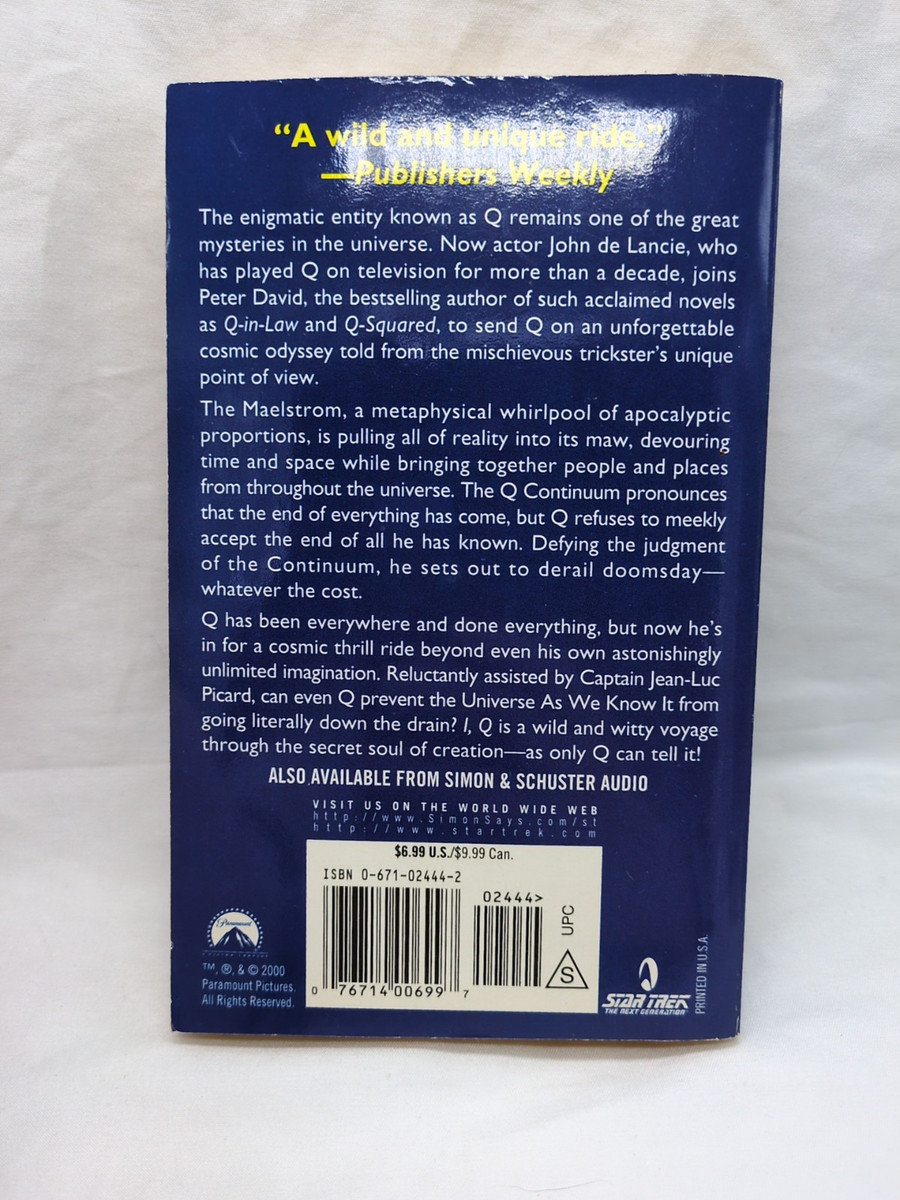 “A wild and unique ride.”
—Publishers Weekly
The enigmatic entity known as Q remains one of the great
mysteries in the universe. Now actor John de Lancie, who
has played Q on television for more than a decade, joins
Peter David, the bestselling author of such acclaimed novels
as Q-in-Law and Q-Squared, to send Q on an unforgettable
cosmic odyssey told from the mischievous trickster’s unique
point of view.
The Maelstrom, a metaphysical whirlpool of apocalyptic
proportions, is pulling all of reality into its maw, devouring
time and space while bringing together people and places
from throughout the universe. The Q Continuum pronounces
that the end of everything has come, but Q refuses to meekly
accept the end of all he has known. Defying the judgment
of the Continuum, he sets out to derail doomsday—
whatever the cost.
Q has been everywhere and done everything, but now he’s
in for a cosmic thrill ride beyond even his own astonishingly
unlimited imagination. Reluctantly assisted by Captain Jean-Luc
Picard, can even Q prevent the Universe As We Know It from
going literally down the drain? I, Q is a wild and witty voyage
through the secret soul of creation—as only Q can tell it!
ALSO AVAILABLE FROM SIMON & SCHUSTER AUDIO
VISIT US ON THE WORLD WIDE WEB
http://www.SimonSays.com/st
http://www.startrek.com
$6.99 U.S./$9.99 Can.
ISBN 0-671-02444-2
02444>
UPC
S
0 76714 00699 7
Paramount
™, ®, & © 2000
Paramount Pictures.
All Rights Reserved.
STAR TREK
THE NEXT GENERATION
PRINTED IN U.S.A.